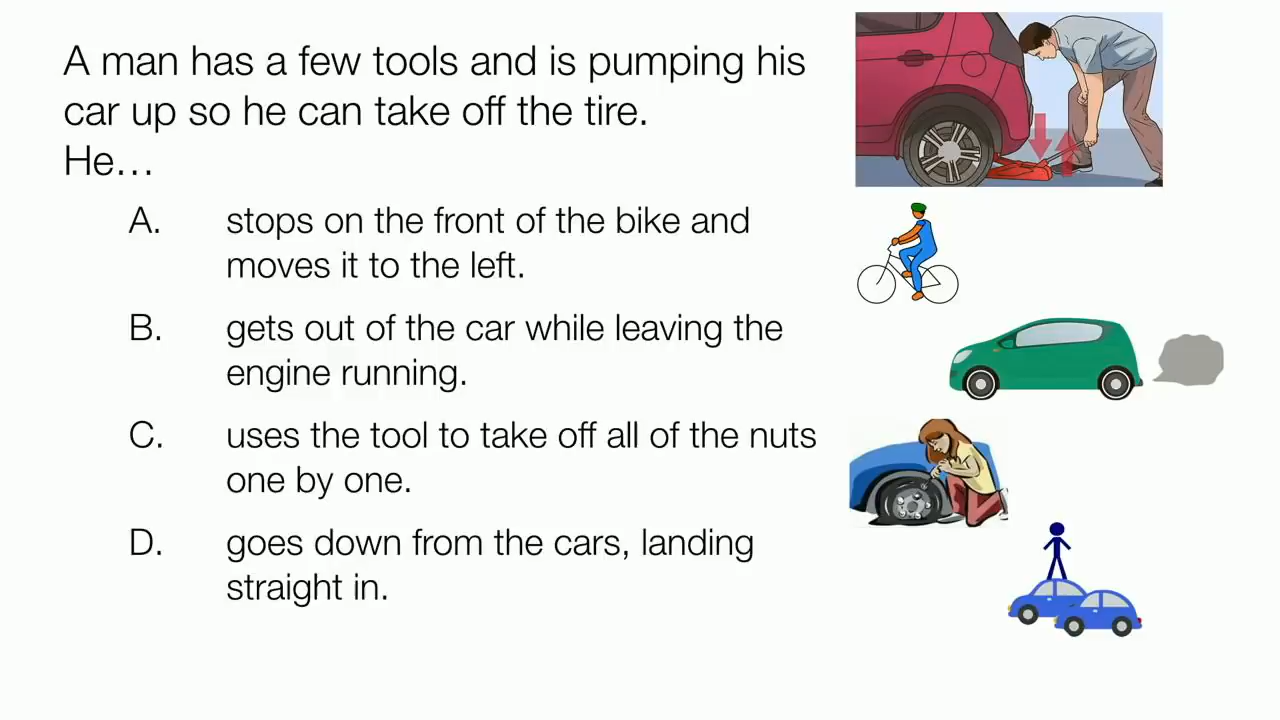 A man has a few tools and is pumping his
car up so he can take off the tire.
He…
A. stops on the front of the bike and
moves it to the left.
B. gets out of the car while leaving the
engine running.
C. uses the tool to take off all of the nuts
one by one.
D. goes down from the cars, landing
straight in.